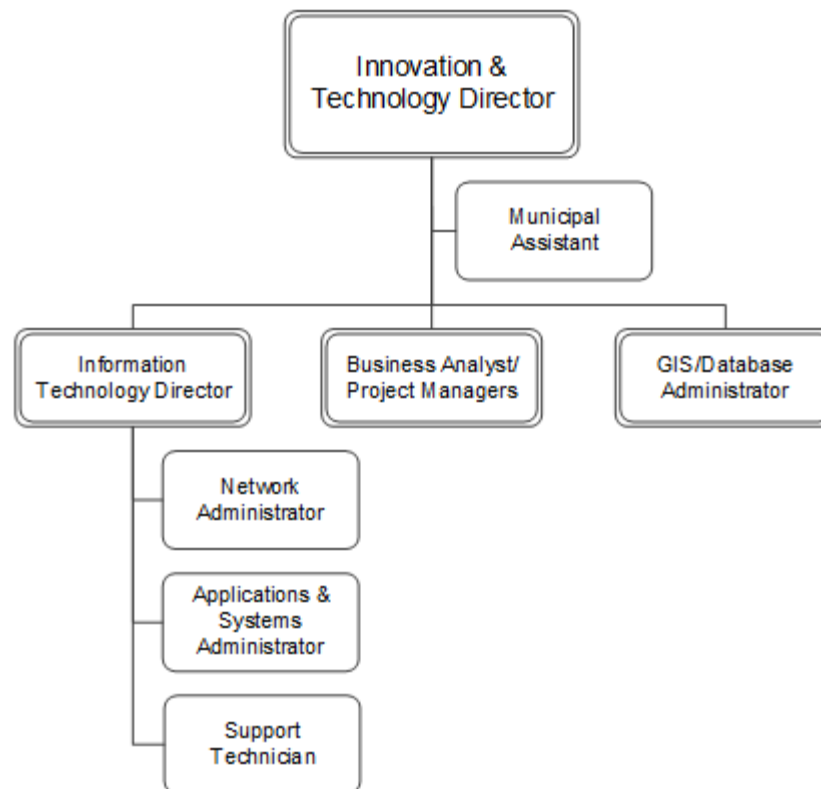 Innovation &
Technology Director
Municipal
Assistant
Information
Technology Director
Business Analyst/
Project Managers
GIS/Database
Administrator
Network
Administrator
Applications &
Systems
Administrator
Support
Technician